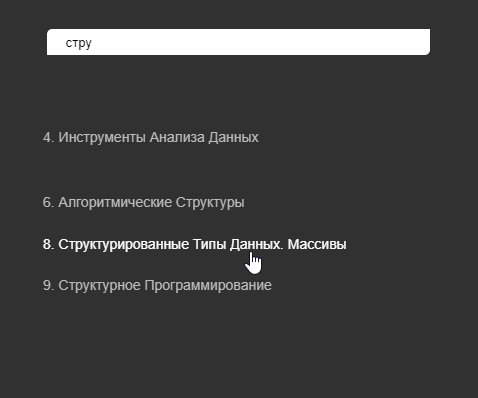 стру
4. Инструменты Анализа Данных
6. Алгоритмические Структуры
8. Структурированные Типы Данных. Массивы
9. Структурное Программирование